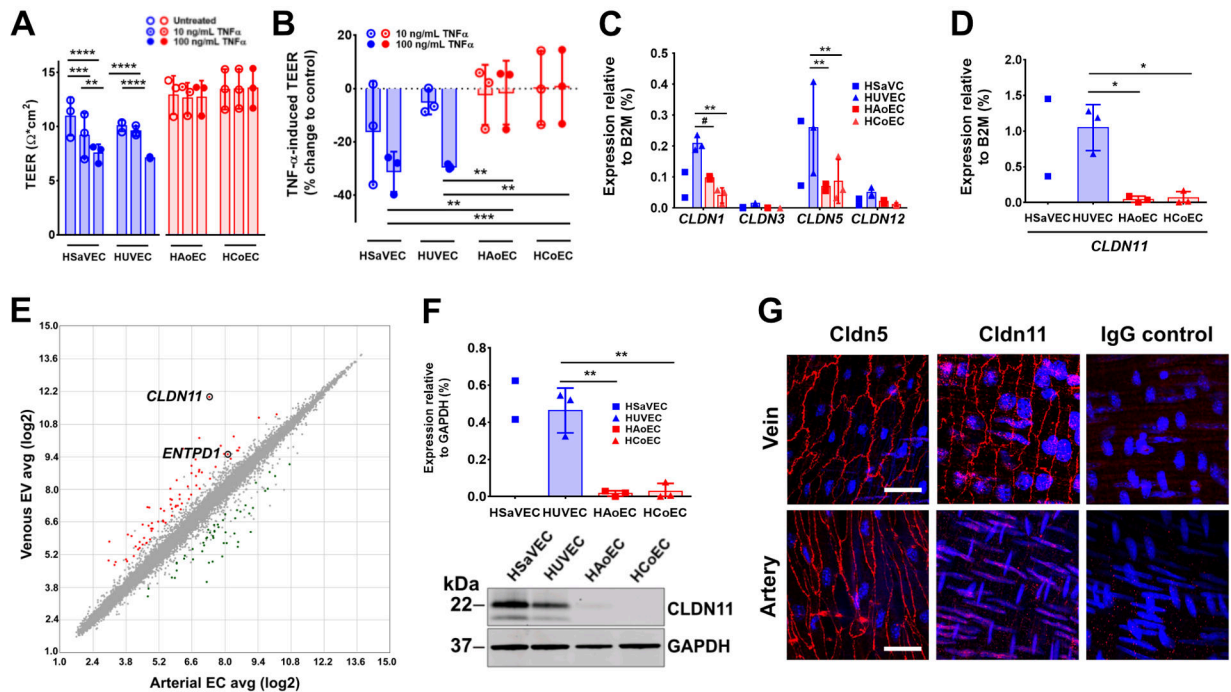 A
Untreated
10 ng/mL TNFα
100 ng/mL TNFα
TEER (Ω*cm²)
15
10
5
0
****
***
**
****
****
HSaVEC HUVEC HAoEC HCoEC
B
10 ng/mL TNFα
100 ng/mL TNFα
TNF-α-induced TEER
(% change to control)
20
0
-20
-40
-60
**
**
**
***
HSaVEC HUVEC HAoEC HCoEC
C
Expression relative
to B2M (%)
0.5
0.4
0.3
0.2
0.1
0.0
**
#
**
**
HSaVC
HUVEC
HAoEC
HCoEC
CLDN1 CLDN3 CLDN5 CLDN12
D
Expression relative
to B2M (%)
2.0
1.5
1.0
0.5
0.0
*
*
HSaVEC HUVEC HAoEC HCoEC
CLDN11
E
Venous EV avg (log2)
15.0
13.6
12.2
10.8
9.4
8.0
6.6
5.2
3.8
2.4
1.0
CLDN11
ENTPD1
1.0 2.4 3.8 5.2 6.6 8.0 9.4 10.8 12.2 13.6 15.0
Arterial EC avg (log2)
F
Expression relative
to GAPDH (%)
0.8
0.6
0.4
0.2
0.0
**
**
HSaVEC
HUVEC
HAoEC
HCoEC
HSaVEC HUVEC HAoEC HCoEC
HSaVEC HUVEC HAoEC HCoEC
kDa
22 CLDN11
37 GAPDH
G
Cldn5 Cldn11 IgG control
Vein
Artery